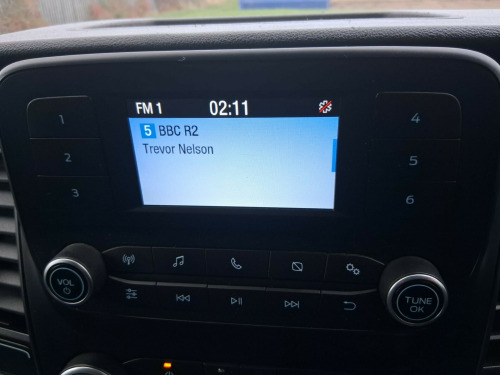 FM 1 02:11
5 BBC R2
Trevor Nelson
1
2
3
4
5
6
VOL
TUNE
OK